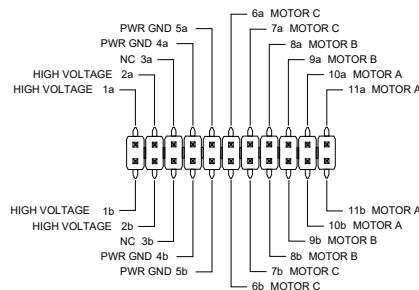 6a MOTOR C
PWR GND 5a
7a MOTOR C
PWR GND 4a
8a MOTOR B
NC 3a
9a MOTOR B
HIGH VOLTAGE 2a
10a MOTOR A
HIGH VOLTAGE 1a
11a MOTOR A
HIGH VOLTAGE 1b
11b MOTOR A
HIGH VOLTAGE 2b
10b MOTOR A
NC 3b
9b MOTOR B
PWR GND 4b
8b MOTOR B
PWR GND 5b
7b MOTOR C
6b MOTOR C